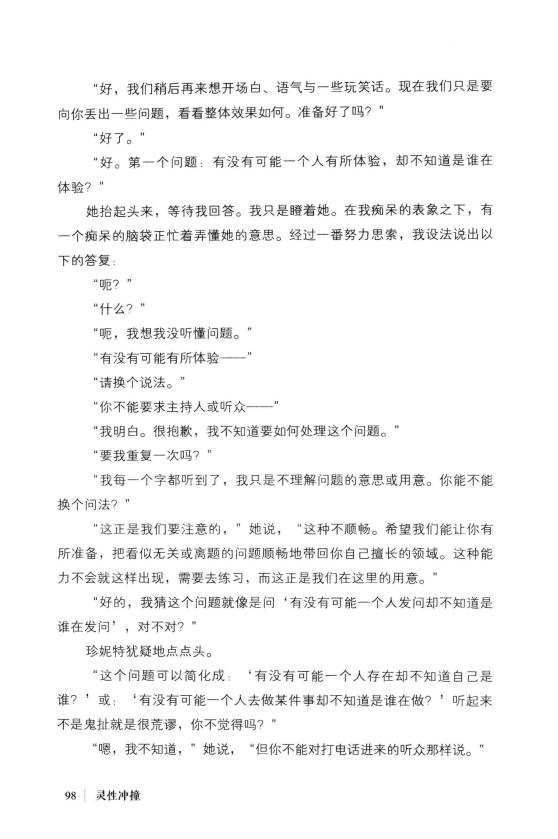 “好，我们稍后再来想开场白、语气与一些玩笑话。现在我们只是要
向你丢出一些问题，看看整体效果如何。准备好了吗？”
“好了。”
“好。第一个问题：有没有可能一个人有所体验，却不知道是谁在
体验？”
她抬起头来，等待我回答。我只是瞪着她。在我痴呆的表象之下，有
一个痴呆的脑袋正忙着弄懂她的意思。经过一番努力思索，我设法说出以
下的答复：
“呃？”
“什么？”
“呃，我想我没听懂问题。”
“有没有可能有所体验——”
“请换个说法。”
“你不能要求主持人或听众——”
“我明白。很抱歉，我不知道要如何处理这个问题。”
“要我重复一次吗？”
“我每一个字都听到了，我只是不理解问题的意思或用意。你能不能
换个问法？”
“这正是我们要注意的，”她说，“这种不顺畅。希望我们能让你有
所准备，把看似无关或离题的问题顺畅地带回你自己擅长的领域。这种能
力不会就这样出现，需要去练习，而这正是我们在这里的用意。”
“好的，我猜这个问题就像是问‘有没有可能一个人发问却不知道是
谁在发问’，对不对？”
珍妮特犹疑地点点头。
“这个问题可以简化成：‘有没有可能一个人存在却不知道自己是
谁？’或：‘有没有可能一个人去做某件事却不知道是谁在做？’听起来
不是鬼扯就是很荒谬，你不觉得吗？”
“嗯，我不知道，”她说，“但你不能对打电话进来的听众那样说。”
98 灵性冲撞